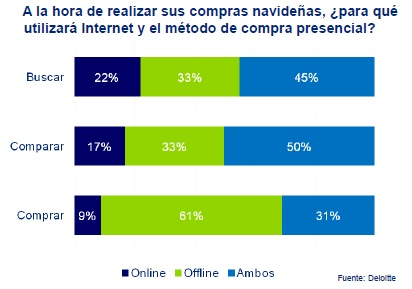 A la hora de realizar sus compras navideñas, ¿para qué
utilizará Internet y el método de compra presencial?
Buscar 22% 33% 45%
Comparar 17% 33% 50%
Comprar 9% 61% 31%
Online Offline Ambos
Fuente: Deloitte